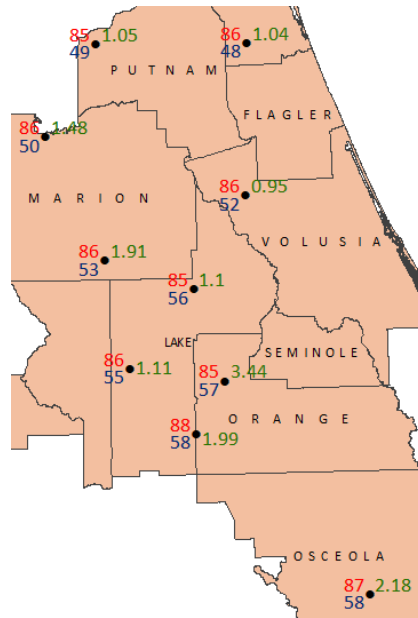 85 1.05 86 1.04
49 48
PUTNAM
FLAGLER
86 1.48
50
86 0.95
52
MARION
VOLUSIA
86 1.91
53
85 1.1
56
LAKE
SEMINOLE
86 1.11
55
85 3.44
57
88
58 1.99
ORANGE
OSCEOLA
87 2.18
58